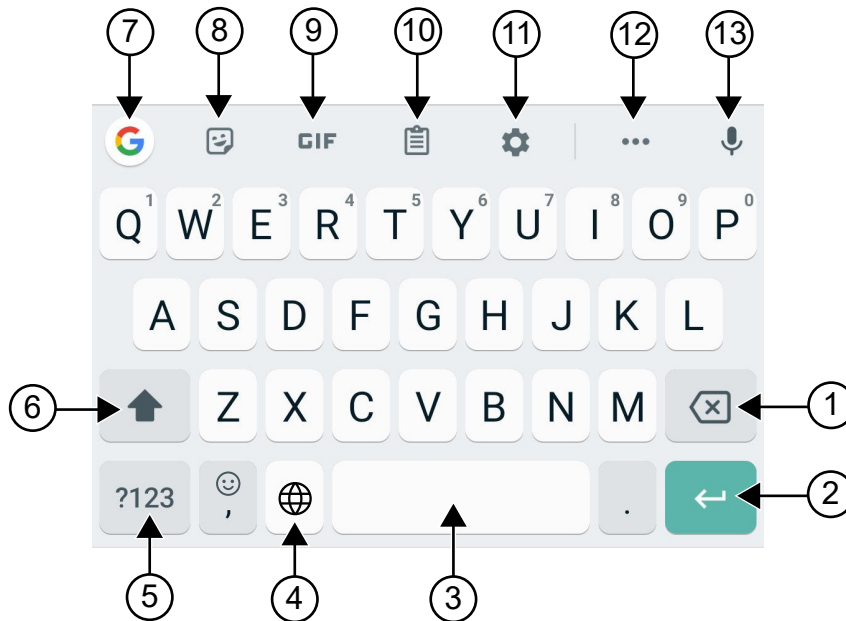 7 8 9 10 11 12 13
G GIF
Q1 W2 E3 R4 T5 Y6 U7 I8 O9 P0
A S D F G H J K L
6 Z X C V B N M 1
?123 , . 2
5 4 3